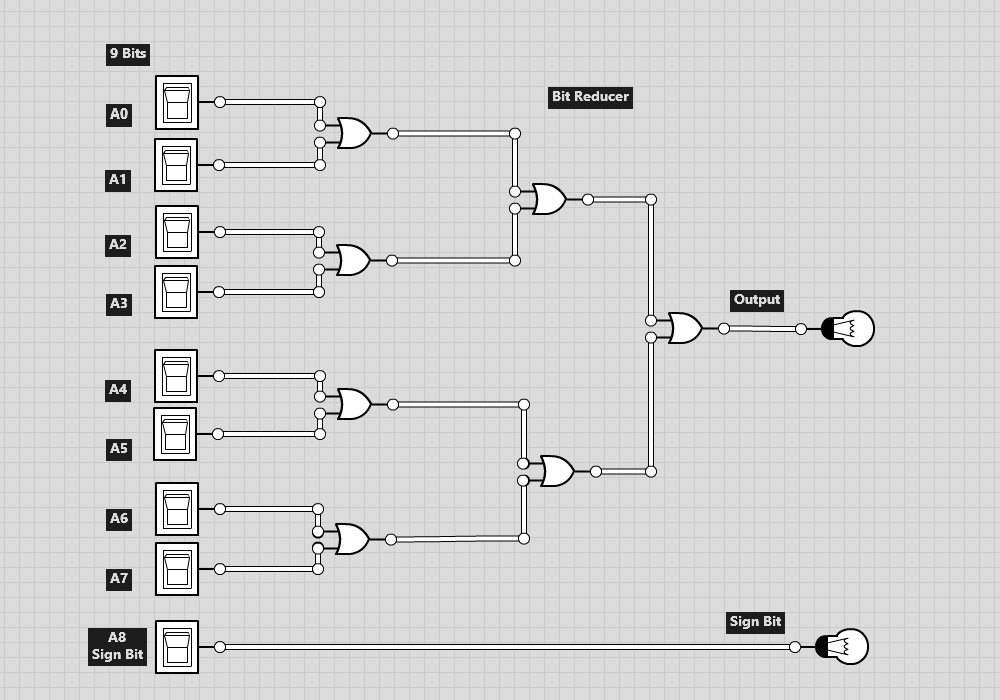 9 Bits
Bit Reducer
A0
A1
A2
A3
Output
A4
A5
A6
A7
A8
Sign Bit
Sign Bit